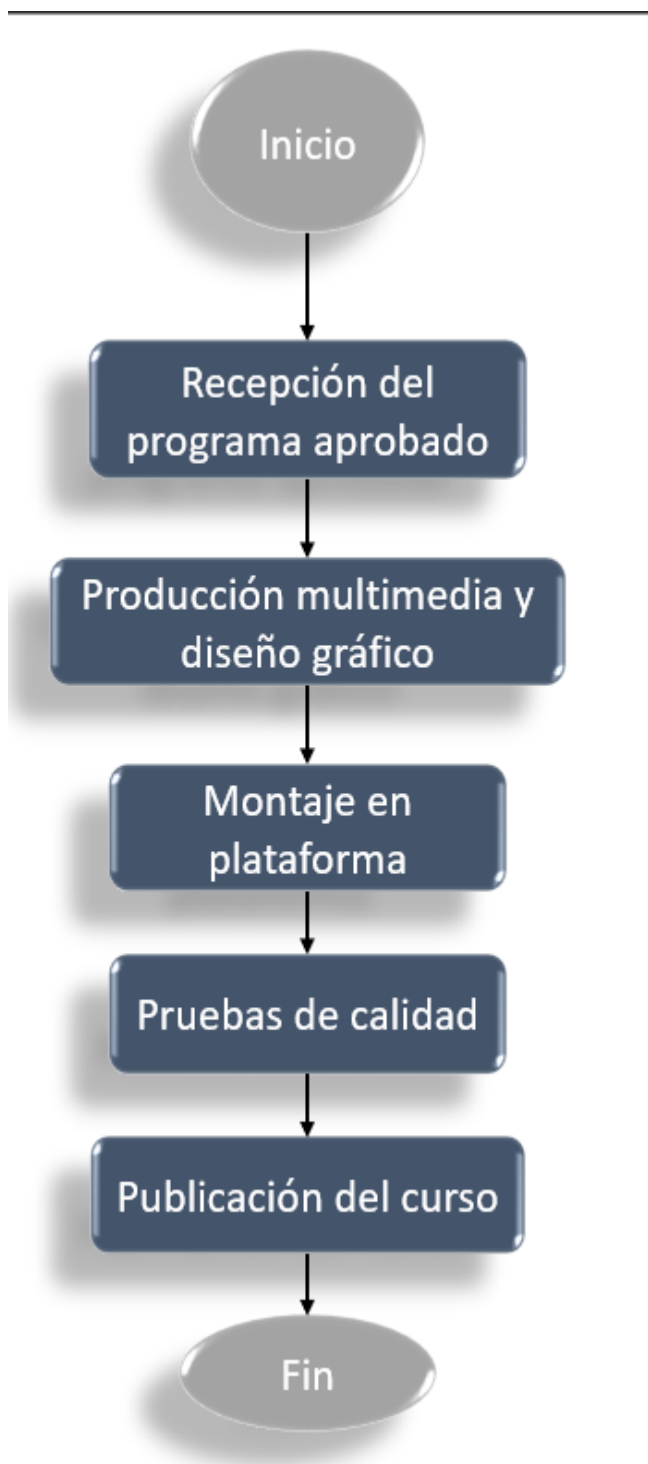 Inicio
Recepción del
programa aprobado
Producción multimedia y
diseño gráfico
Montaje en
plataforma
Pruebas de calidad
Publicación del curso
Fin